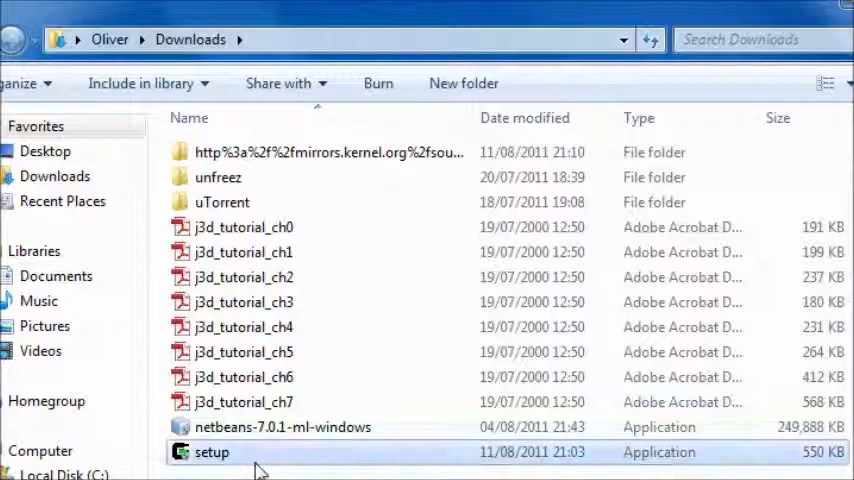 Oliver Downloads Search Downloads
ganize Include in library Share with Burn New folder
Favorites
Desktop
Downloads
Recent Places
Libraries
Documents
Music
Pictures
Videos
Homegroup
Computer
Local Disk (C:)
Name Date modified Type Size
http%3a%2f%2fmirrors.kernel.org%2fsou... 11/08/2011 21:10 File folder
unfreez 20/07/2011 18:39 File folder
uTorrent 18/07/2011 19:08 File folder
j3d_tutorial_ch0 19/07/2000 12:50 Adobe Acrobat D... 191 KB
j3d_tutorial_ch1 19/07/2000 12:50 Adobe Acrobat D... 199 KB
j3d_tutorial_ch2 19/07/2000 12:50 Adobe Acrobat D... 237 KB
j3d_tutorial_ch3 19/07/2000 12:50 Adobe Acrobat D... 180 KB
j3d_tutorial_ch4 19/07/2000 12:50 Adobe Acrobat D... 231 KB
j3d_tutorial_ch5 19/07/2000 12:50 Adobe Acrobat D... 264 KB
j3d_tutorial_ch6 19/07/2000 12:50 Adobe Acrobat D... 412 KB
j3d_tutorial_ch7 19/07/2000 12:50 Adobe Acrobat D... 568 KB
netbeans-7.0.1-ml-windows 04/08/2011 21:43 Application 249,888 KB
setup 11/08/2011 21:03 Application 550 KB